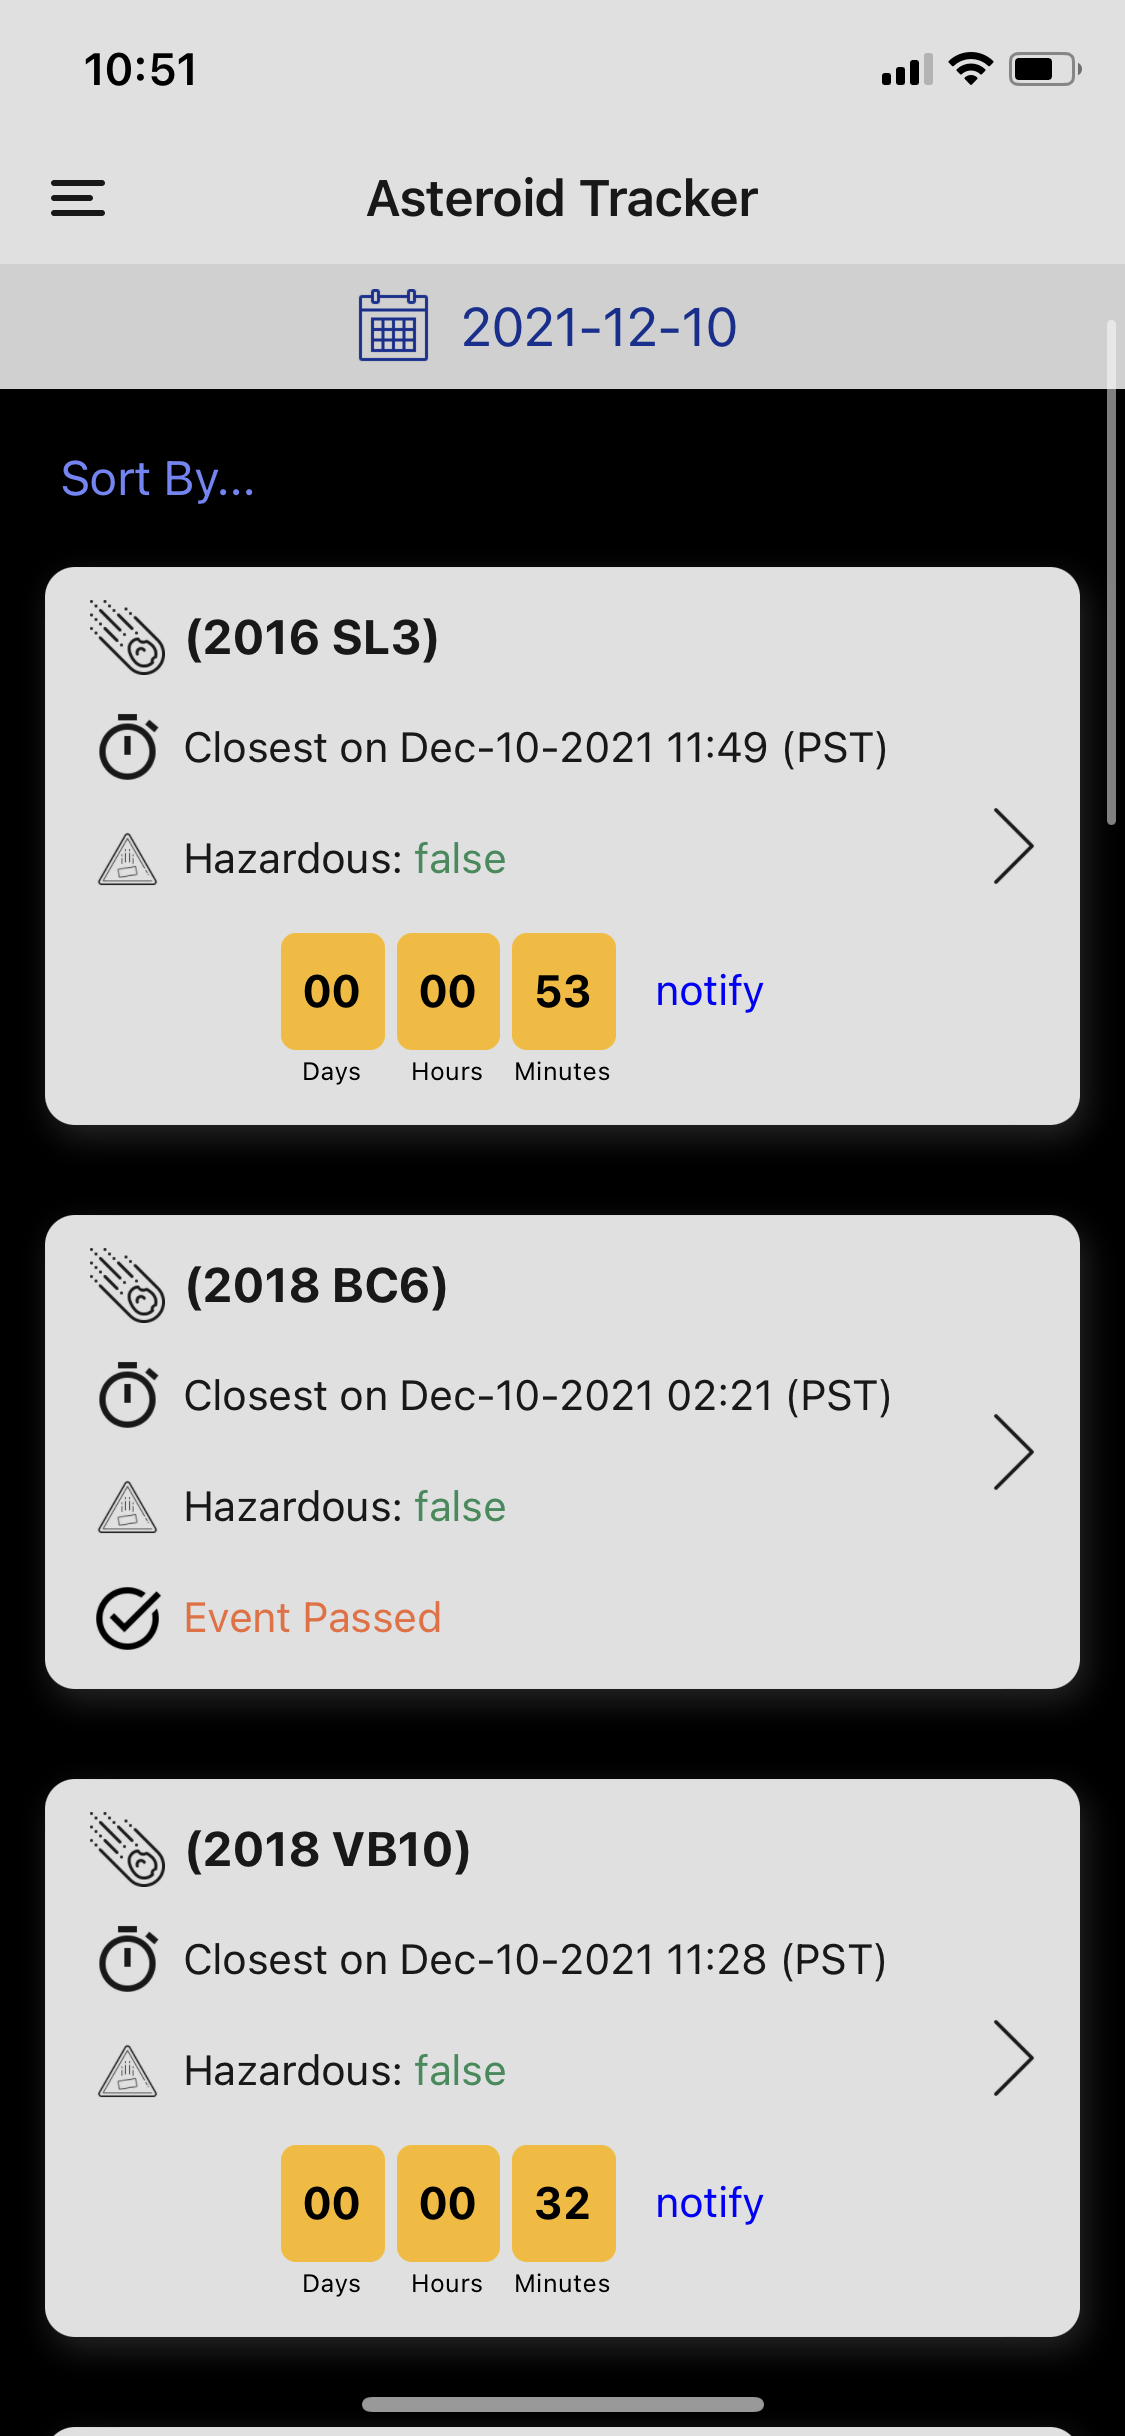 10:51
Asteroid Tracker
2021-12-10
Sort By...
(2016 SL3)
Closest on Dec-10-2021 11:49 (PST)
Hazardous: false
00 00 53 notify
Days Hours Minutes
(2018 BC6)
Closest on Dec-10-2021 02:21 (PST)
Hazardous: false
Event Passed
(2018 VB10)
Closest on Dec-10-2021 11:28 (PST)
Hazardous: false
00 00 32 notify
Days Hours Minutes